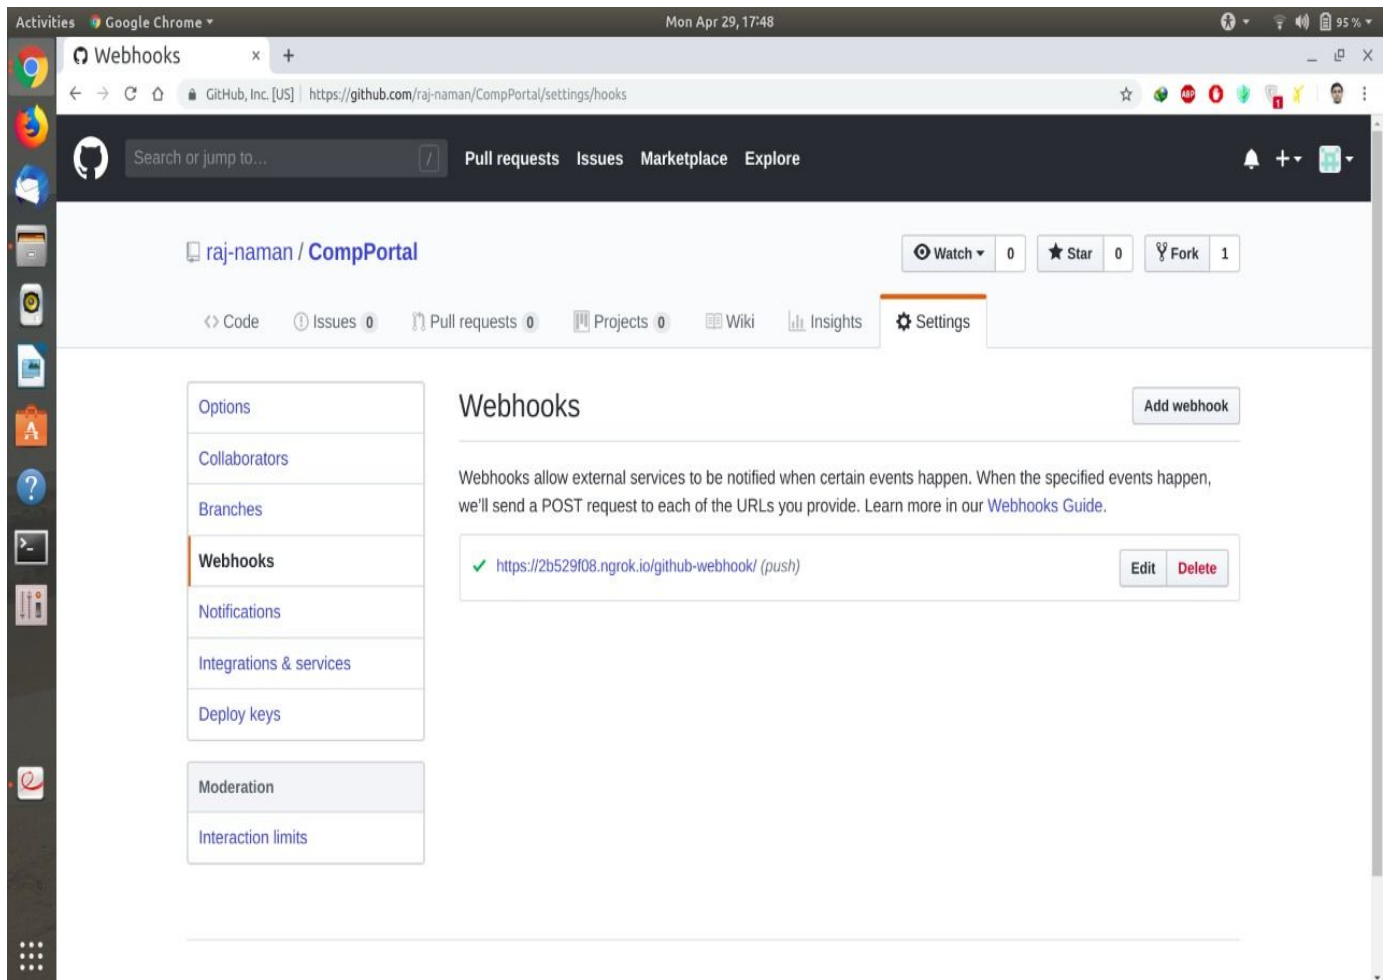 Activities Google Chrome Mon Apr 29, 17:48 95 %
Webhooks × +
GitHub, Inc. [US] https://github.com/raj-naman/CompPortal/settings/hooks ABP 1
Search or jump to... / Pull requests Issues Marketplace Explore
raj-naman / CompPortal Watch 0 Star 0 Fork 1
Code Issues 0 Pull requests 0 Projects 0 Wiki Insights Settings
Options
Collaborators
Branches
Webhooks
Notifications
Integrations & services
Deploy keys
Moderation
Interaction limits
Webhooks Add webhook
Webhooks allow external services to be notified when certain events happen. When the specified events happen,
we'll send a POST request to each of the URLs you provide. Learn more in our Webhooks Guide.
https://2b529f08.ngrok.io/github-webhook/ (push) Edit Delete